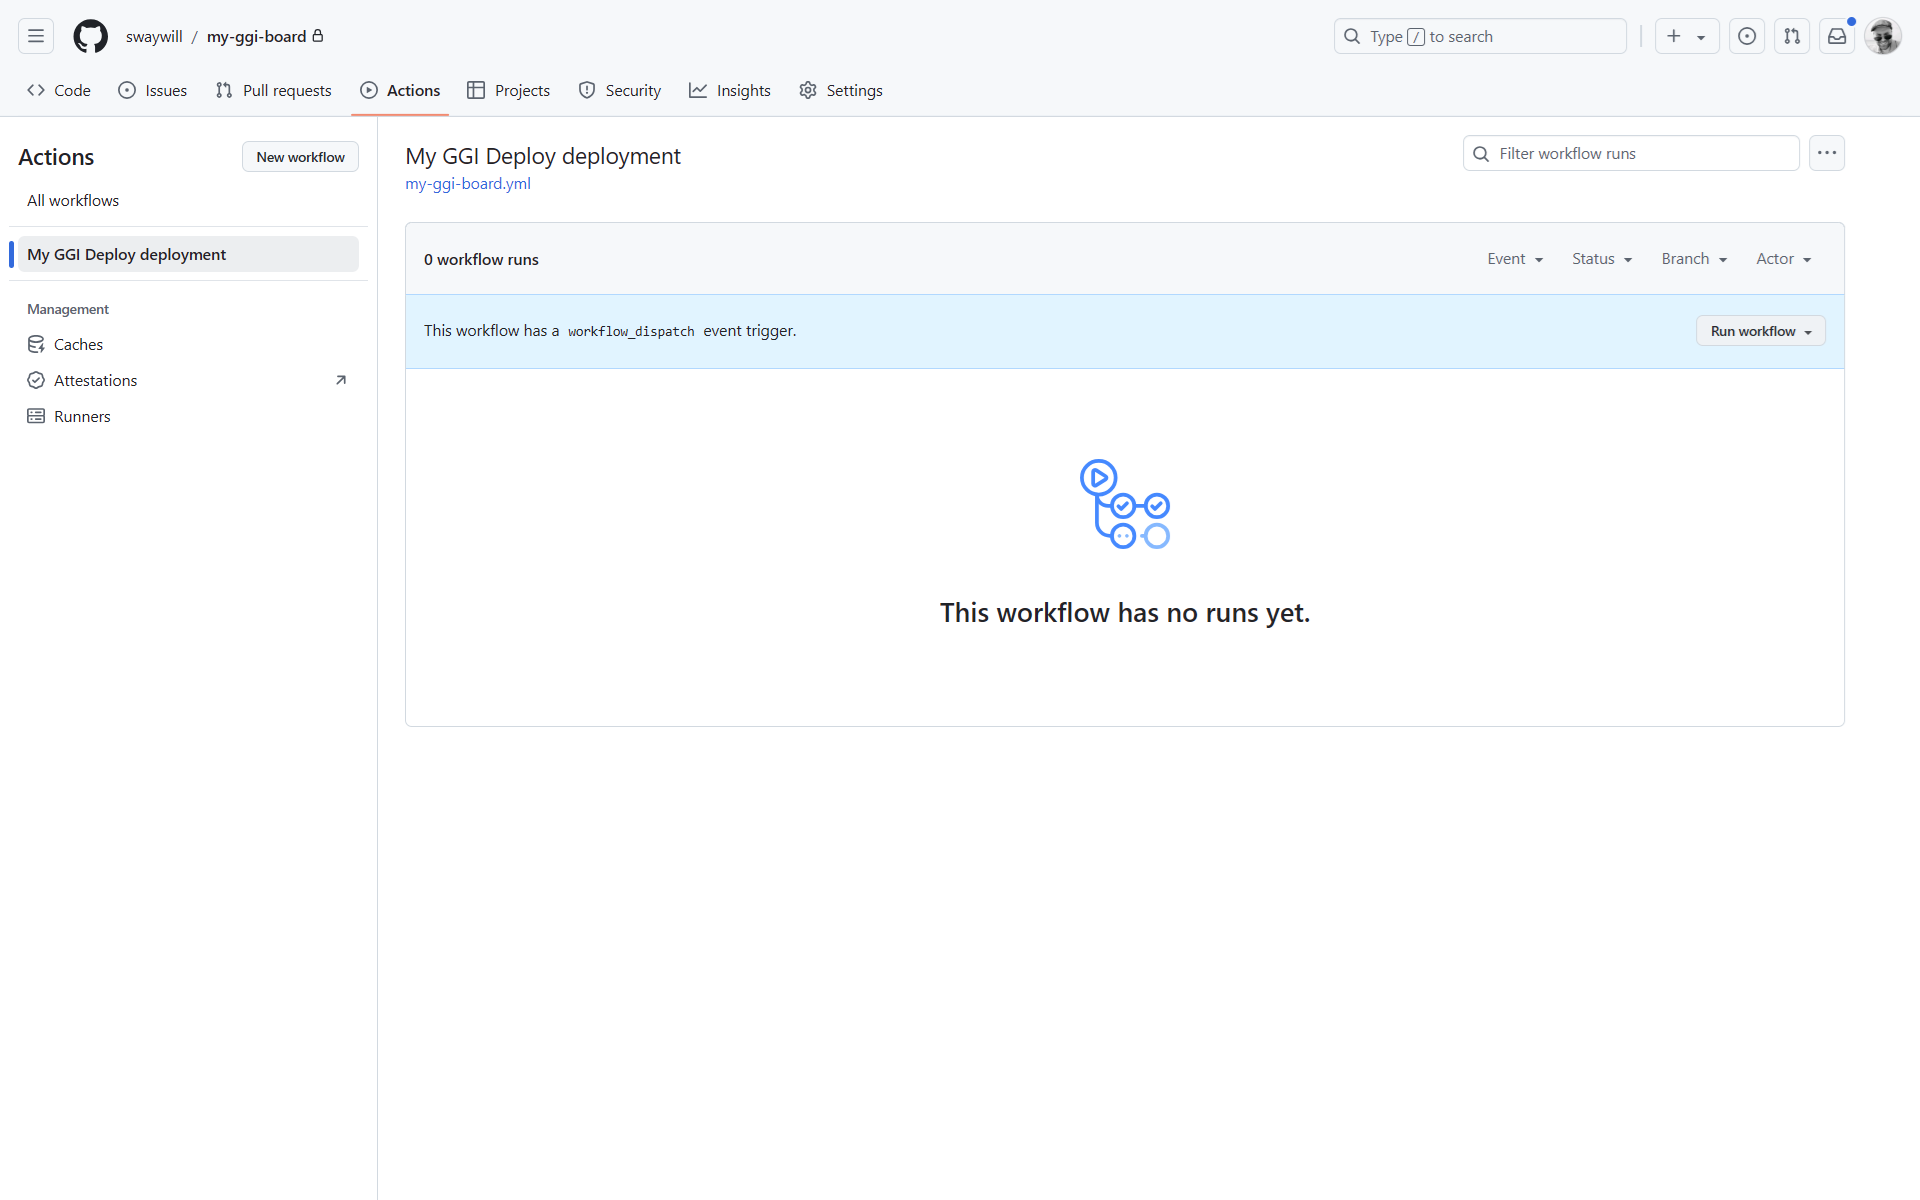 swaywill / my-ggi-board
Type / to search
Code
Issues
Pull requests
Actions
Projects
Security
Insights
Settings
Actions
New workflow
All workflows
My GGI Deploy deployment
Management
Caches
Attestations
Runners
My GGI Deploy deployment
my-ggi-board.yml
Filter workflow runs
0 workflow runs
Event
Status
Branch
Actor
This workflow has a workflow_dispatch event trigger.
Run workflow
This workflow has no runs yet.